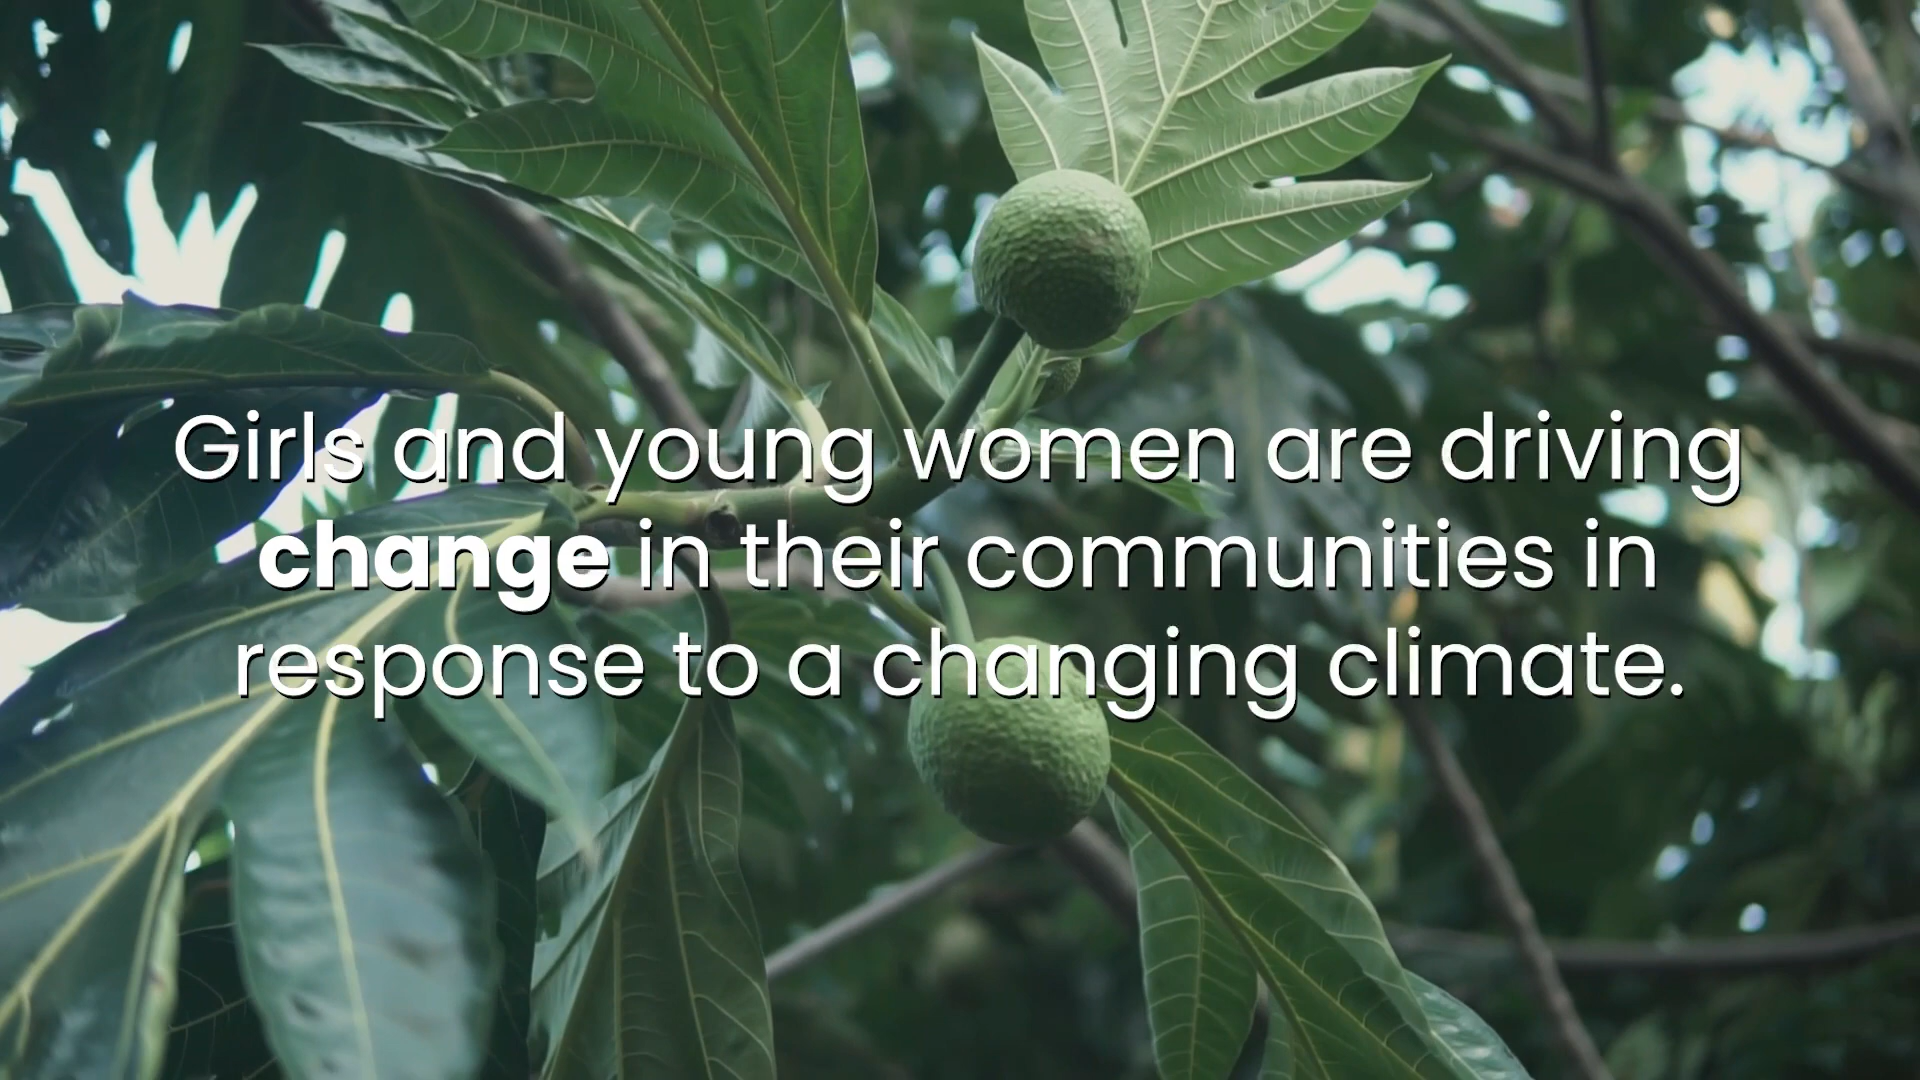 Girls and young women are driving
change in their communities in
response to a changing climate.